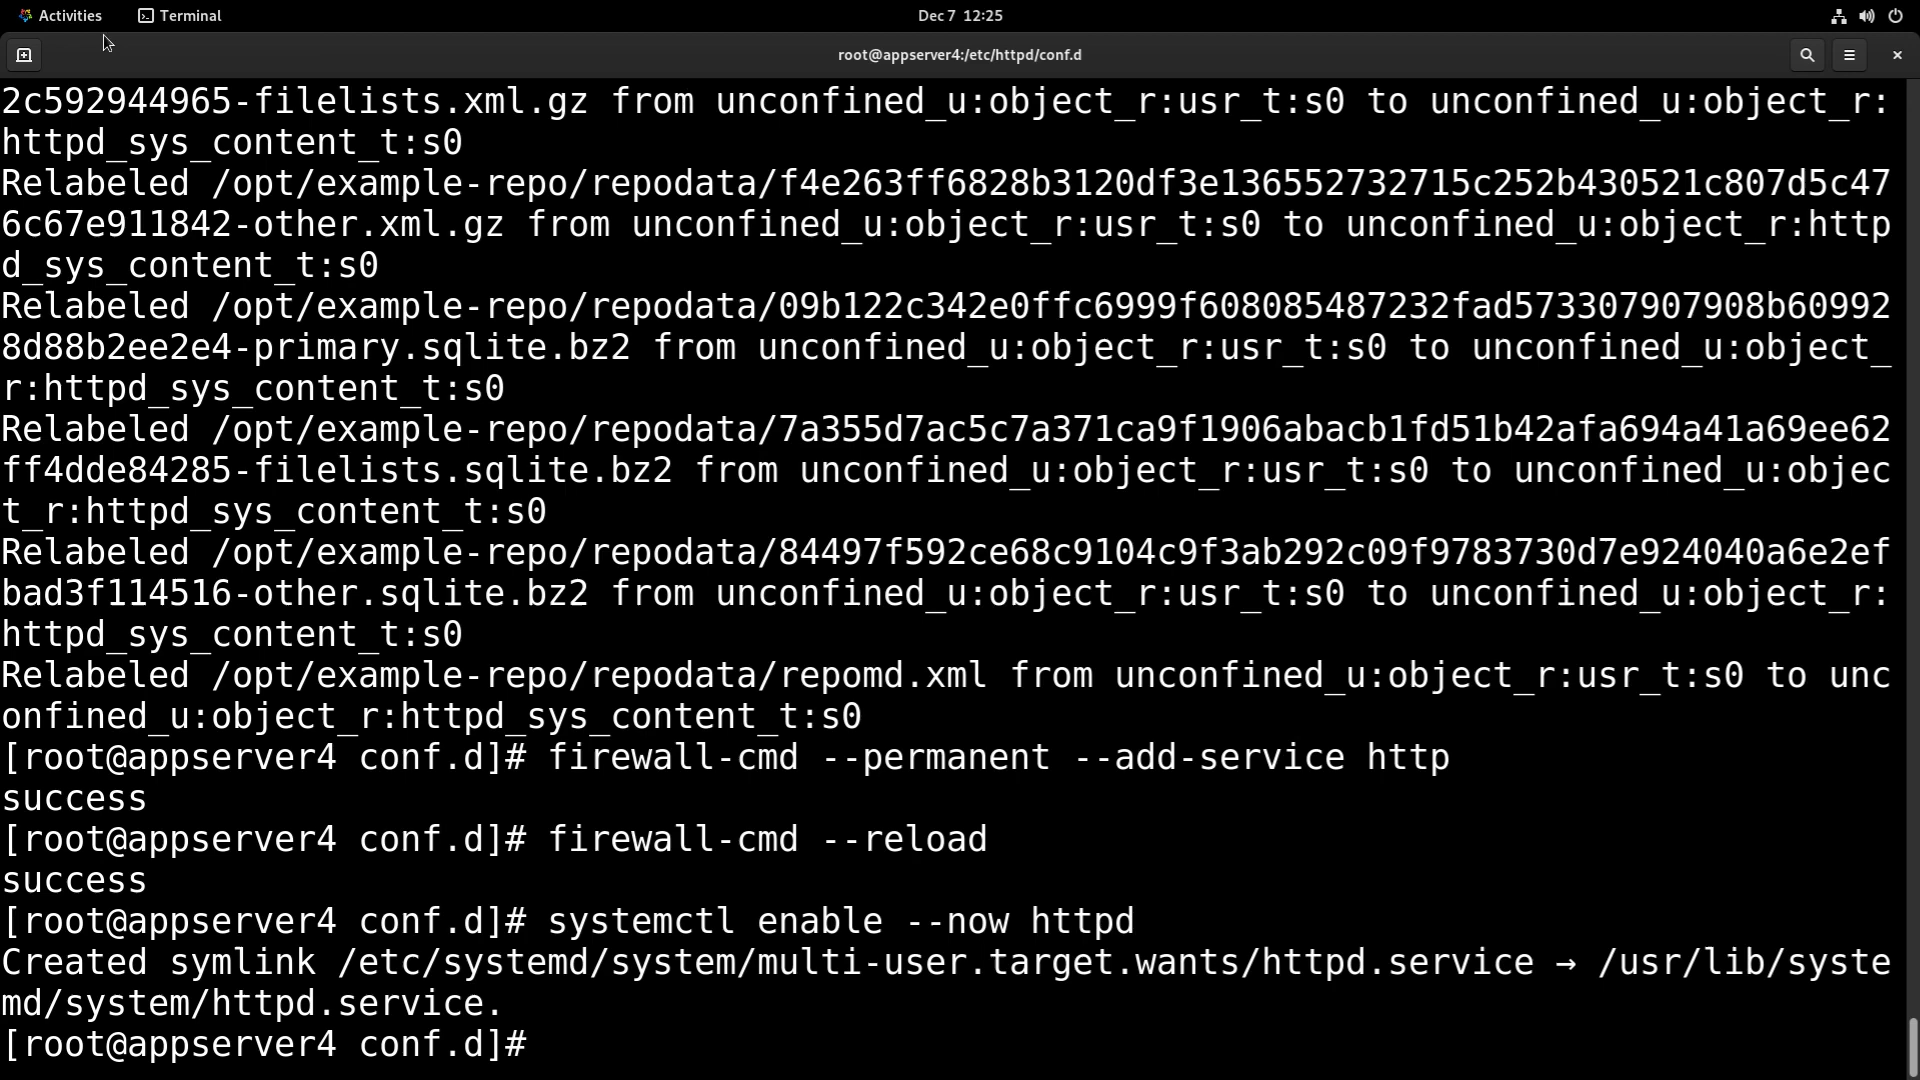 Activities
Terminal
Dec 7 12:25
root@appserver4:/etc/httpd/conf.d
2c592944965-filelists.xml.gz from unconfined_u:object_r:usr_t:s0 to unconfined_u:object_r:
httpd_sys_content_t:s0
Relabeled /opt/example-repo/repodata/f4e263ff6828b3120df3e136552732715c252b430521c807d5c47
6c67e911842-other.xml.gz from unconfined_u:object_r:usr_t:s0 to unconfined_u:object_r:http
d_sys_content_t:s0
Relabeled /opt/example-repo/repodata/09b122c342e0ffc6999f608085487232fad573307907908b60992
8d88b2ee2e4-primary.sqlite.bz2 from unconfined_u:object_r:usr_t:s0 to unconfined_u:object_
r:httpd_sys_content_t:s0
Relabeled /opt/example-repo/repodata/7a355d7ac5c7a371ca9f1906abacb1fd51b42afa694a41a69ee62
ff4dde84285-filelists.sqlite.bz2 from unconfined_u:object_r:usr_t:s0 to unconfined_u:objec
t_r:httpd_sys_content_t:s0
Relabeled /opt/example-repo/repodata/84497f592ce68c9104c9f3ab292c09f9783730d7e924040a6e2ef
bad3f114516-other.sqlite.bz2 from unconfined_u:object_r:usr_t:s0 to unconfined_u:object_r:
httpd_sys_content_t:s0
Relabeled /opt/example-repo/repodata/repomd.xml from unconfined_u:object_r:usr_t:s0 to unc
onfined_u:object_r:httpd_sys_content_t:s0
[root@appserver4 conf.d]# firewall-cmd --permanent --add-service http
success
[root@appserver4 conf.d]# firewall-cmd --reload
success
[root@appserver4 conf.d]# systemctl enable --now httpd
Created symlink /etc/systemd/system/multi-user.target.wants/httpd.service → /usr/lib/syste
md/system/httpd.service.
[root@appserver4 conf.d]#